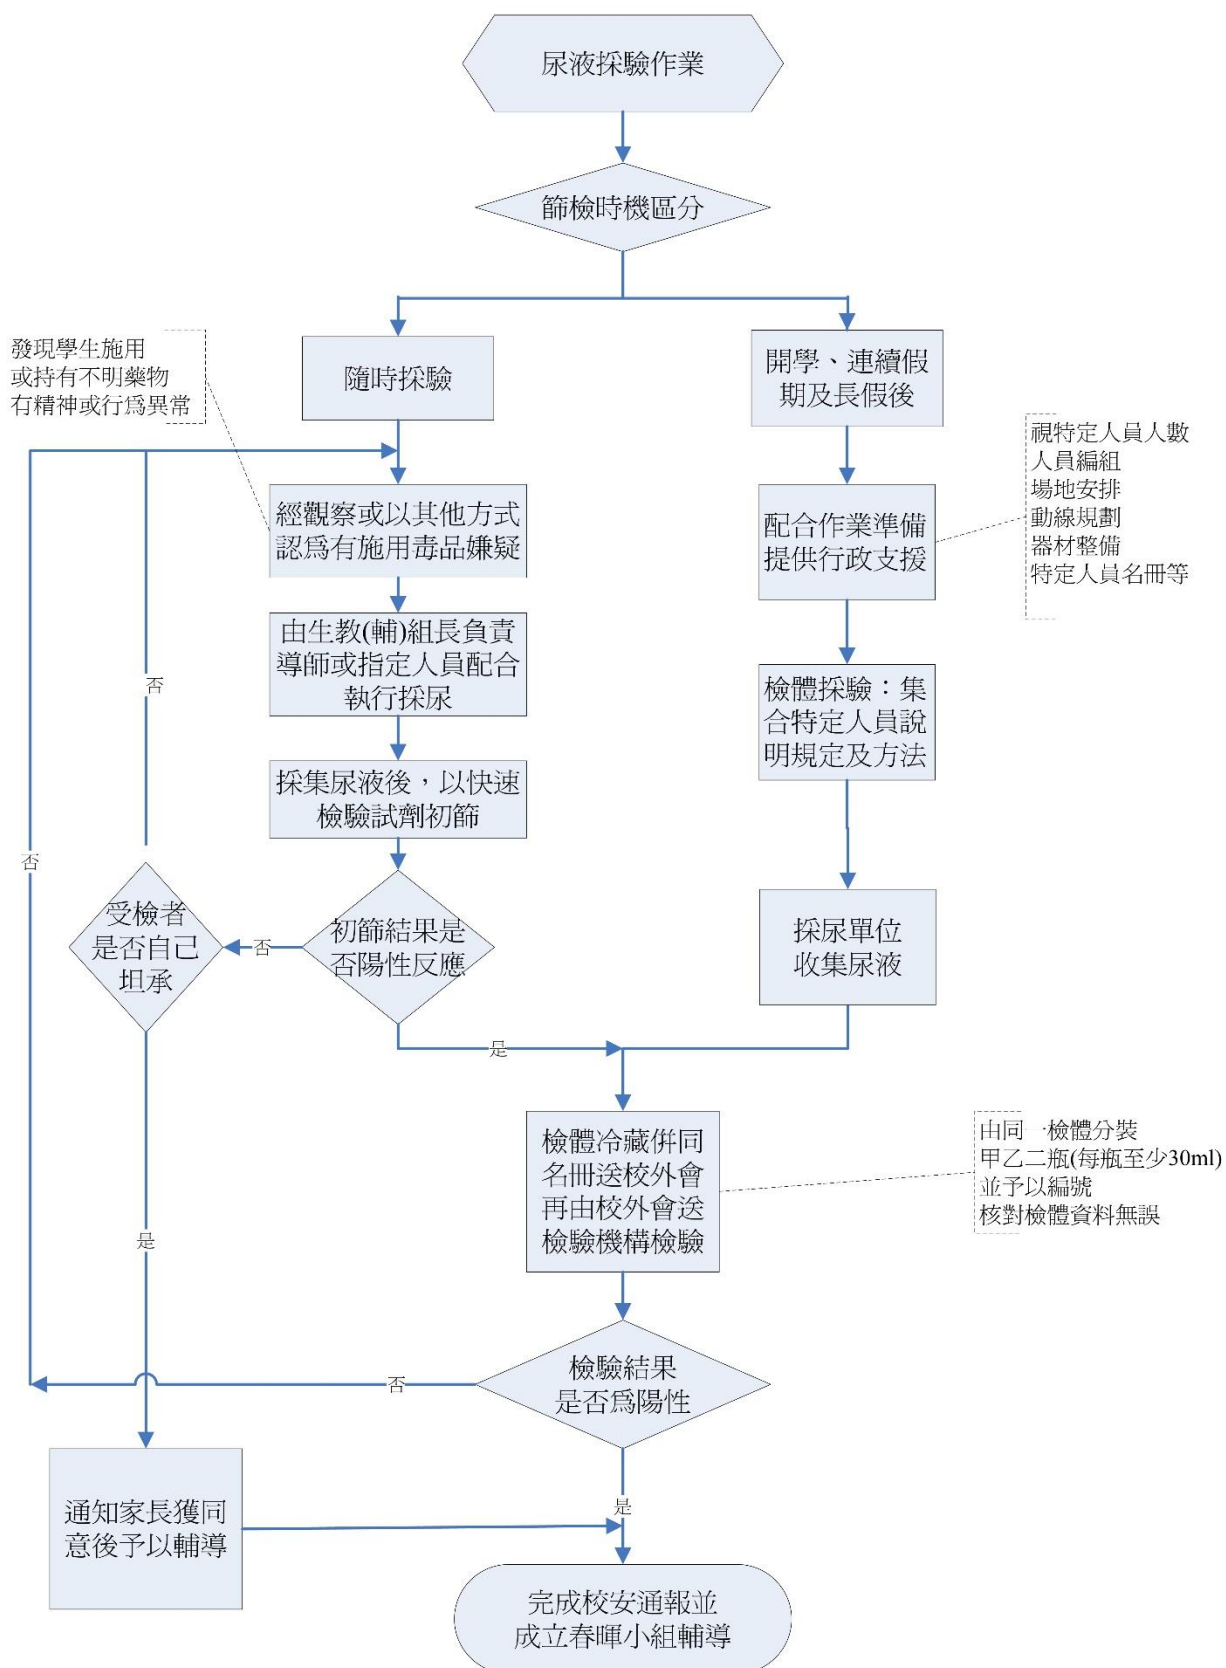 尿液採驗作業
篩檢時機區分
發現學生施用
或持有不明藥物
有精神或行爲異常
隨時採驗
開學、連續假
期及長假後
視特定人員人數
人員編組
場地安排
動線規劃
器材整備
特定人員名冊等
經觀察或以其他方式
認爲有施用毒品嫌疑
配合作業準備
提供行政支援
由生教(輔)組長負責
導師或指定人員配合
執行採尿
檢體採驗：集
合特定人員說
明規定及方法
否
採集尿液後，以快速
檢驗試劑初篩
否
受檢者
是否自己
坦承
否
初篩結果是
否陽性反應
採尿單位
收集尿液
是
檢體冷藏併同
名冊送校外會
再由校外會送
檢驗機構檢驗
由同一檢體分裝
甲乙二瓶(每瓶至少30ml)
並予以編號
核對檢體資料無誤
是
檢驗結果
是否爲陽性
否
通知家長獲同
意後予以輔導
是
完成校安通報並
成立春暉小組輔導